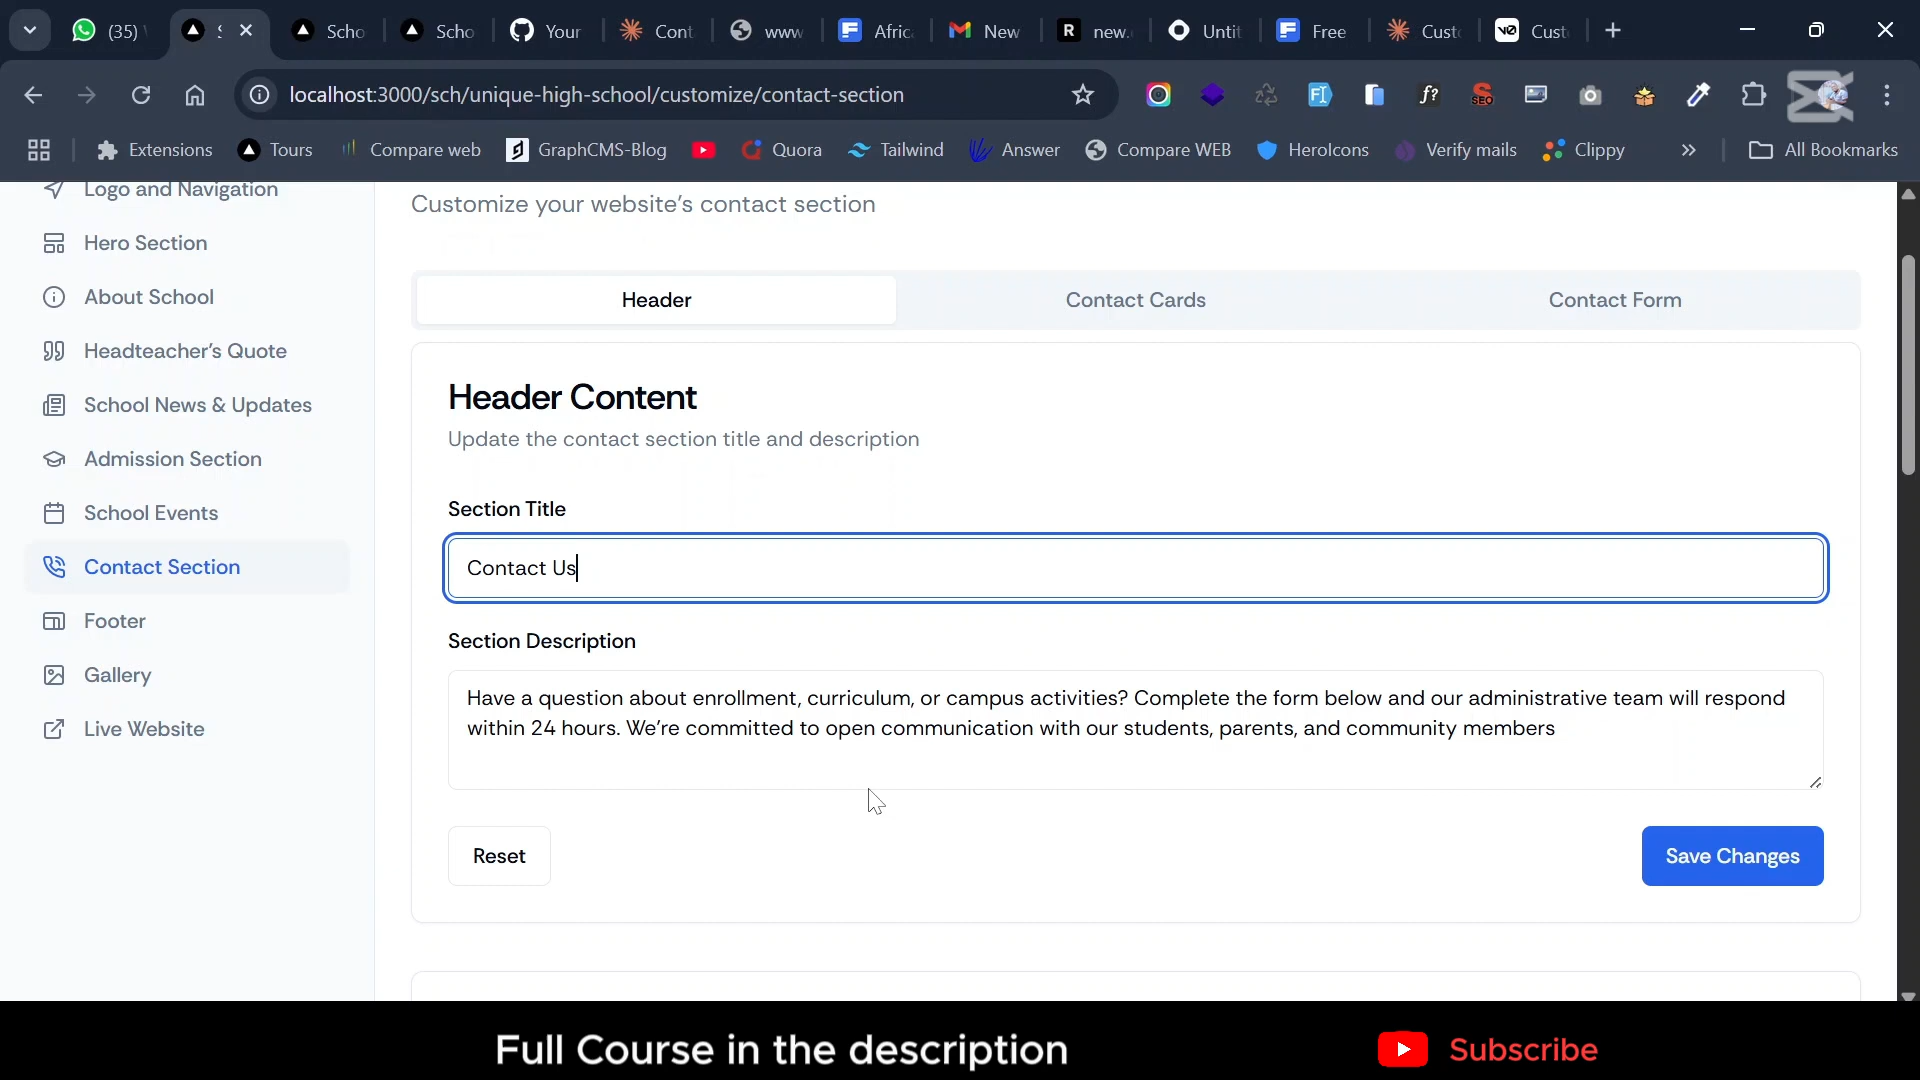 (35)
Scho
Scho
Your
Cont
www
Afric
New
new.
Untit
Free
Cust
Cust
localhost:3000/sch/unique-high-school/customize/contact-section
Extensions
Tours
Compare web
GraphCMS-Blog
Quora
Tailwind
Answer
Compare WEB
HeroIcons
Verify mails
Clippy
»
All Bookmarks
Logo and Navigation
Hero Section
About School
Headteacher's Quote
School News & Updates
Admission Section
School Events
Contact Section
Footer
Gallery
Live Website
Customize your website's contact section
Header
Contact Cards
Contact Form
Header Content
Update the contact section title and description
Section Title
Contact Us
Section Description
Have a question about enrollment, curriculum, or campus activities? Complete the form below and our administrative team will respond
within 24 hours. We're committed to open communication with our students, parents, and community members
Reset
Save Changes
Full Course in the description
Subscribe